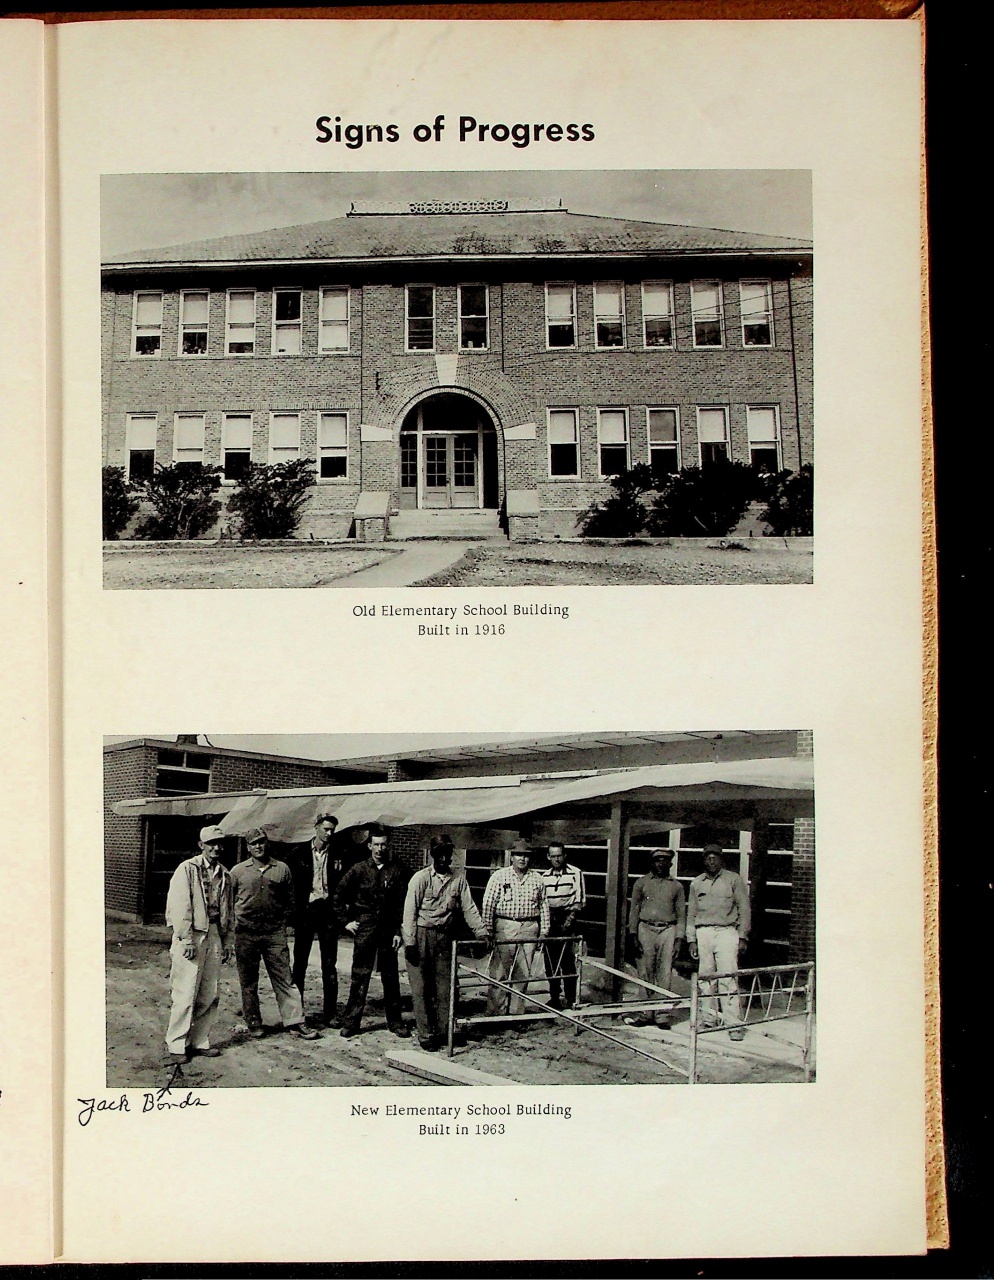 Signs of Progress
Old Elementary School Building
Built in 1916
Jack Bonds
New Elementary School Building
Built in 1963